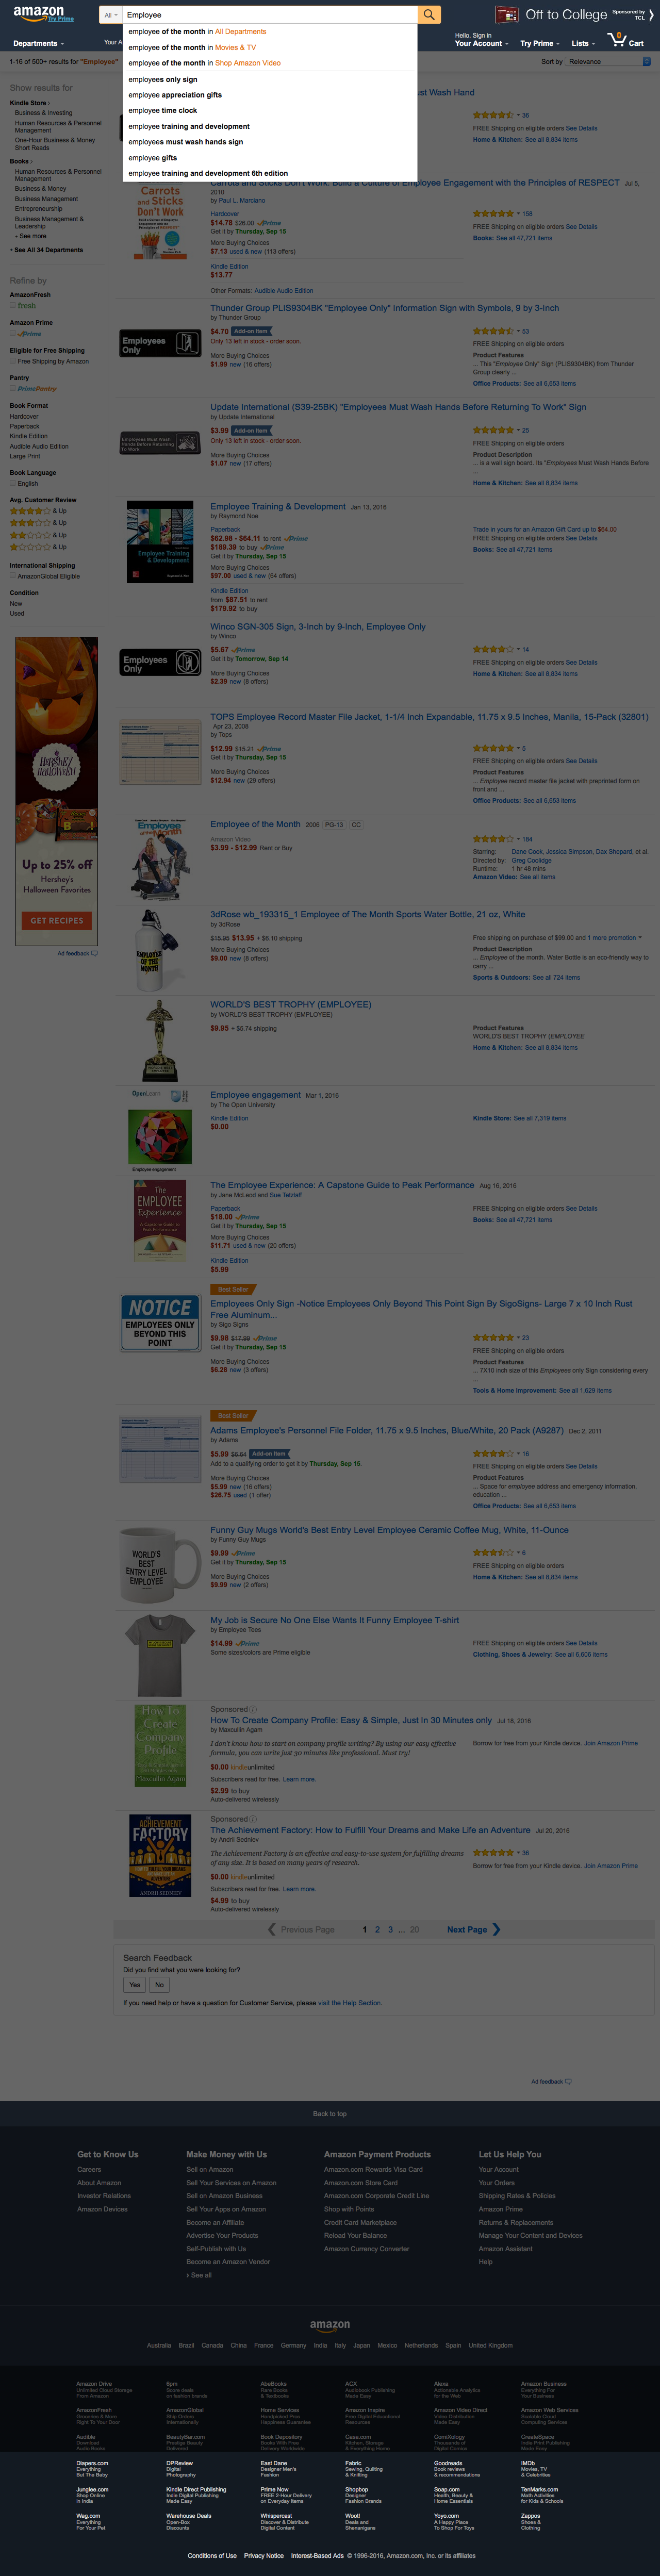 amazon
Try Prime
All
Employee
Off to College
Sponsored by
TCL
Departments
Your A
Hello. Sign in
Your Account
Try Prime
Lists
0
Cart
employee of the month in All Departments
employee of the month in Movies & TV
employee of the month in Shop Amazon Video
employees only sign
employee appreciation gifts
employee time clock
employee training and development
employees must wash hands sign
employee gifts
employee training and development 6th edition
1-16 of 500+ results for "Employee"
Sort by Relevance
Show results for
Kindle Store
Business & Investing
Human Resources & Personnel
Management
One-Hour Business & Money
Short Reads
Books
Human Resources & Personnel
Management
Business & Money
Business Management
Entrepreneurship
Business Management &
Leadership
See more
See All 34 Departments
Refine by
AmazonFresh
fresh
Amazon Prime
Prime
Eligible for Free Shipping
Free Shipping by Amazon
Pantry
PrimePantry
Book Format
Hardcover
Paperback
Kindle Edition
Audible Audio Edition
Large Print
Book Language
English
Avg. Customer Review
& Up
& Up
& Up
& Up
International Shipping
AmazonGlobal Eligible
Condition
New
Used
Up to 25% off
Hershey's
Halloween Favorites
GET RECIPES
Ad feedback
ust Wash Hand
36
FREE Shipping on eligible orders See Details
Home & Kitchen: See all 8,834 items
Carrots and Sticks Don't Work: Build a Culture of Employee Engagement with the Principles of RESPECT Jul 5,
2010
by Paul L. Marciano
Hardcover
$14.78 $26.00 Prime
Get it by Thursday, Sep 15
More Buying Choices
$7.13 used & new (113 offers)
Kindle Edition
$13.77
Other Formats: Audible Audio Edition
158
FREE Shipping on eligible orders See Details
Books: See all 47,721 items
Carrots
and Sticks
Don't
Work
Thunder Group PLIS9304BK "Employee Only" Information Sign with Symbols, 9 by 3-Inch
by Thunder Group
$4.70 Add-on Item
Only 13 left in stock - order soon.
More Buying Choices
$1.99 new (16 offers)
53
FREE Shipping on eligible orders
Product Features
... This "Employee Only" Sign (PLIS9304BK) from Thunder
Group clearly ...
Office Products: See all 6,653 items
Employees
Only
Update International (S39-25BK) "Employees Must Wash Hands Before Returning To Work" Sign
by Update International
$3.99 Add-on Item
Only 13 left in stock - order soon.
More Buying Choices
$1.07 new (17 offers)
25
FREE Shipping on eligible orders
Product Description
... is a wall sign board. Its "Employees Must Wash Hands Before
...
Home & Kitchen: See all 8,834 items
Employees Must Wash
Hands Before Returning
To Work
Employee Training & Development Jan 13, 2016
by Raymond Noe
Paperback
$62.98 - $64.11 to rent Prime
$189.39 to buy Prime
Get it by Thursday, Sep 15
More Buying Choices
$97.00 used & new (64 offers)
Kindle Edition
from $87.51 to rent
$179.92 to buy
Trade in yours for an Amazon Gift Card up to $64.00
FREE Shipping on eligible orders See Details
Books: See all 47,721 items
Employee Training
& Development
Winco SGN-305 Sign, 3-Inch by 9-Inch, Employee Only
by Winco
$5.67 Prime
Get it by Tomorrow, Sep 14
More Buying Choices
$2.39 new (8 offers)
14
FREE Shipping on eligible orders See Details
Home & Kitchen: See all 8,834 items
Employees
Only
TOPS Employee Record Master File Jacket, 1-1/4 Inch Expandable, 11.75 x 9.5 Inches, Manila, 15-Pack (32801)
Apr 23, 2008
by Tops
$12.99 $15.21 Prime
Get it by Thursday, Sep 15
More Buying Choices
$12.94 new (29 offers)
5
FREE Shipping on eligible orders See Details
Product Features
... Employee record master file jacket with preprinted form on
front and ...
Office Products: See all 6,653 items
Employee of the Month 2006 PG-13 CC
Amazon Video
$3.99 - $12.99 Rent or Buy
184
Starring: Dane Cook, Jessica Simpson, Dax Shepard, et al.
Directed by: Greg Coolidge
Runtime: 1 hr 48 mins
Amazon Video: See all items
3dRose wb_193315_1 Employee of The Month Sports Water Bottle, 21 oz, White
by 3dRose
$15.99 $13.95 + $6.10 shipping
More Buying Choices
$9.08 new (8 offers)
Free shipping on purchase of $99.00 and 1 more promotion
Product Description
... Employee of the month. Water Bottle is an eco-friendly way to
carry ...
Sports & Outdoors: See all 724 items
EMPLOYEE
OF THE
MONTH
WORLD'S BEST TROPHY (EMPLOYEE)
by WORLD'S BEST TROPHY (EMPLOYEE)
$9.95 + $5.74 shipping
Product Features
WORLD'S BEST TROPHY (EMPLOYEE
Home & Kitchen: See all 8,834 items
Employee engagement Mar 1, 2016
by The Open University
Kindle Edition
$0.00
Kindle Store: See all 7,319 items
OpenLearn
Employee engagement
The Employee Experience: A Capstone Guide to Peak Performance Aug 18, 2016
by Jane McLeod and Sue Tetzlaff
Paperback
$18.00 Prime
Get it by Thursday, Sep 15
More Buying Choices
$11.71 used & new (20 offers)
Kindle Edition
$5.99
FREE Shipping on eligible orders See Details
Books: See all 47,721 items
The
EMPLOYEE
Experience
Best Seller
Employees Only Sign -Notice Employees Only Beyond This Point Sign By SigoSigns- Large 7 x 10 Inch Rust
Free Aluminum...
by Sigo Signs
$9.98 $17.99 Prime
Get it by Thursday, Sep 15
More Buying Choices
$6.28 new (3 offers)
23
FREE Shipping on eligible orders
Product Features
... 7X10 inch size of this Employees only Sign considering every
...
Tools & Home Improvement: See all 1,629 items
NOTICE
EMPLOYEES ONLY
BEYOND THIS
POINT
Best Seller
Adams Employee's Personnel File Folder, 11.75 x 9.5 Inches, Blue/White, 20 Pack (A9287) Dec 2, 2011
by Adams
$5.99 $6.64 Add-on Item
Add to a qualifying order to get it by Thursday, Sep 15.
More Buying Choices
$5.99 new (16 offers)
$26.75 used (1 offer)
16
FREE Shipping on eligible orders See Details
Product Features
... Space for employee address and emergency information,
education ...
Office Products: See all 6,653 items
Funny Guy Mugs World's Best Entry Level Employee Ceramic Coffee Mug, White, 11-Ounce
by Funny Guy Mugs
$9.99 Prime
Get it by Thursday, Sep 15
More Buying Choices
$9.99 new (2 offers)
6
FREE Shipping on eligible orders
Home & Kitchen: See all 8,834 items
WORLD'S
BEST
ENTRY LEVEL
EMPLOYEE
My Job is Secure No One Else Wants It Funny Employee T-shirt
by Employee Tees
$14.99 Prime
Some sizes/colors are Prime eligible
FREE Shipping on eligible orders See Details
Clothing, Shoes & Jewelry: See all 6,608 items
Sponsored
How To Create Company Profile: Easy & Simple, Just In 30 Minutes only Jul 18, 2016
by Mascullin Agam
I don't know how to start on company profile writing? By using our easy effective
formula, you can write just 30 minutes like professional. Must try!
$0.00 kindleunlimited
Subscribers read for free. Learn more.
$2.99 to buy
Auto-delivered wirelessly
Borrow for free from your Kindle device. Join Amazon Prime
How To
Create
Company
Profile
Mascullin Agam
Sponsored
The Achievement Factory: How to Fulfill Your Dreams and Make Life an Adventure Jul 20, 2016
by Andrii Sedniev
The Achievement Factory is an effective and easy-to-use system for fulfilling dreams
of any size. It is based on many years of research.
$0.00 kindleunlimited
Subscribers read for free. Learn more.
$4.99 to buy
Auto-delivered wirelessly
36
Borrow for free from your Kindle device. Join Amazon Prime
THE
ACHIEVEMENT
FACTORY
ANDRII SEDNIEV
Previous Page
1 2 3 ... 20
Next Page
Search Feedback
Did you find what you were looking for?
Yes No
If you need help or have a question for Customer Service, please visit the Help Section.
Ad feedback
Back to top
Get to Know Us
Careers
About Amazon
Investor Relations
Amazon Devices
Make Money with Us
Sell on Amazon
Sell Your Services on Amazon
Sell on Amazon Business
Sell Your Apps on Amazon
Become an Affiliate
Advertise Your Products
Self-Publish with Us
Become an Amazon Vendor
See all
Amazon Payment Products
Amazon.com Rewards Visa Card
Amazon.com Store Card
Amazon.com Corporate Credit Line
Shop with Points
Credit Card Marketplace
Reload Your Balance
Amazon Currency Converter
Let Us Help You
Your Account
Your Orders
Shipping Rates & Policies
Amazon Prime
Returns & Replacements
Manage Your Content and Devices
Amazon Assistant
Help
amazon
Australia Brazil Canada China France Germany India Italy Japan Mexico Netherlands Spain United Kingdom
Amazon Drive
Unlimited Cloud Storage
From Amazon
6pm
Score deals
on fashion brands
AbeBooks
Rare Books
& Textbooks
ACX
Audiobook Publishing
Made Easy
Alexa
Actionable Analytics
for the Web
Amazon Business
Everything For
Your Business
AmazonFresh
Groceries & More
Right To Your Door
AmazonGlobal
Ship Orders
Internationally
Home Services
Handpicked Pros
Happiness Guarantee
Amazon Inspire
Free Digital Educational
Resources
Amazon Video Direct
Video Distribution
Made Easy
Amazon Web Services
Scalable Cloud
Computing Services
Audible
Download
Audio Books
BeautyBar.com
Prestige Beauty
Delivered
Book Depository
Books With Free
Delivery Worldwide
Casa.com
Kitchen, Storage
& Everything Home
ComiXology
Thousands of
Digital Comics
CreateSpace
Indie Print Publishing
Made Easy
Diapers.com
Everything
But The Baby
DPReview
Digital
Photography
East Dane
Designer Men's
Fashion
Fabric
Sewing, Quilting
& Knitting
Goodreads
Book reviews
& recommendations
IMDb
Movies, TV
& Celebrities
Junglee.com
Shop Online
in India
Kindle Direct Publishing
Indie Digital Publishing
Made Easy
Prime Now
FREE 2-Hour Delivery
on Everyday Items
Shopbop
Designer
Fashion Brands
Soap.com
Health, Beauty &
Home Essentials
TenMarks.com
Math Activities
for Kids & Schools
Wag.com
Everything
For Your Pet
Warehouse Deals
Open-Box
Discounts
Whispercast
Discover & Distribute
Digital Content
Woot!
Deals and
Shenanigans
Yoyo.com
A Happy Place
To Shop For Toys
Zappos
Shoes &
Clothing
Conditions of Use Privacy Notice Interest-Based Ads © 1996-2016, Amazon.com, Inc. or its affiliates